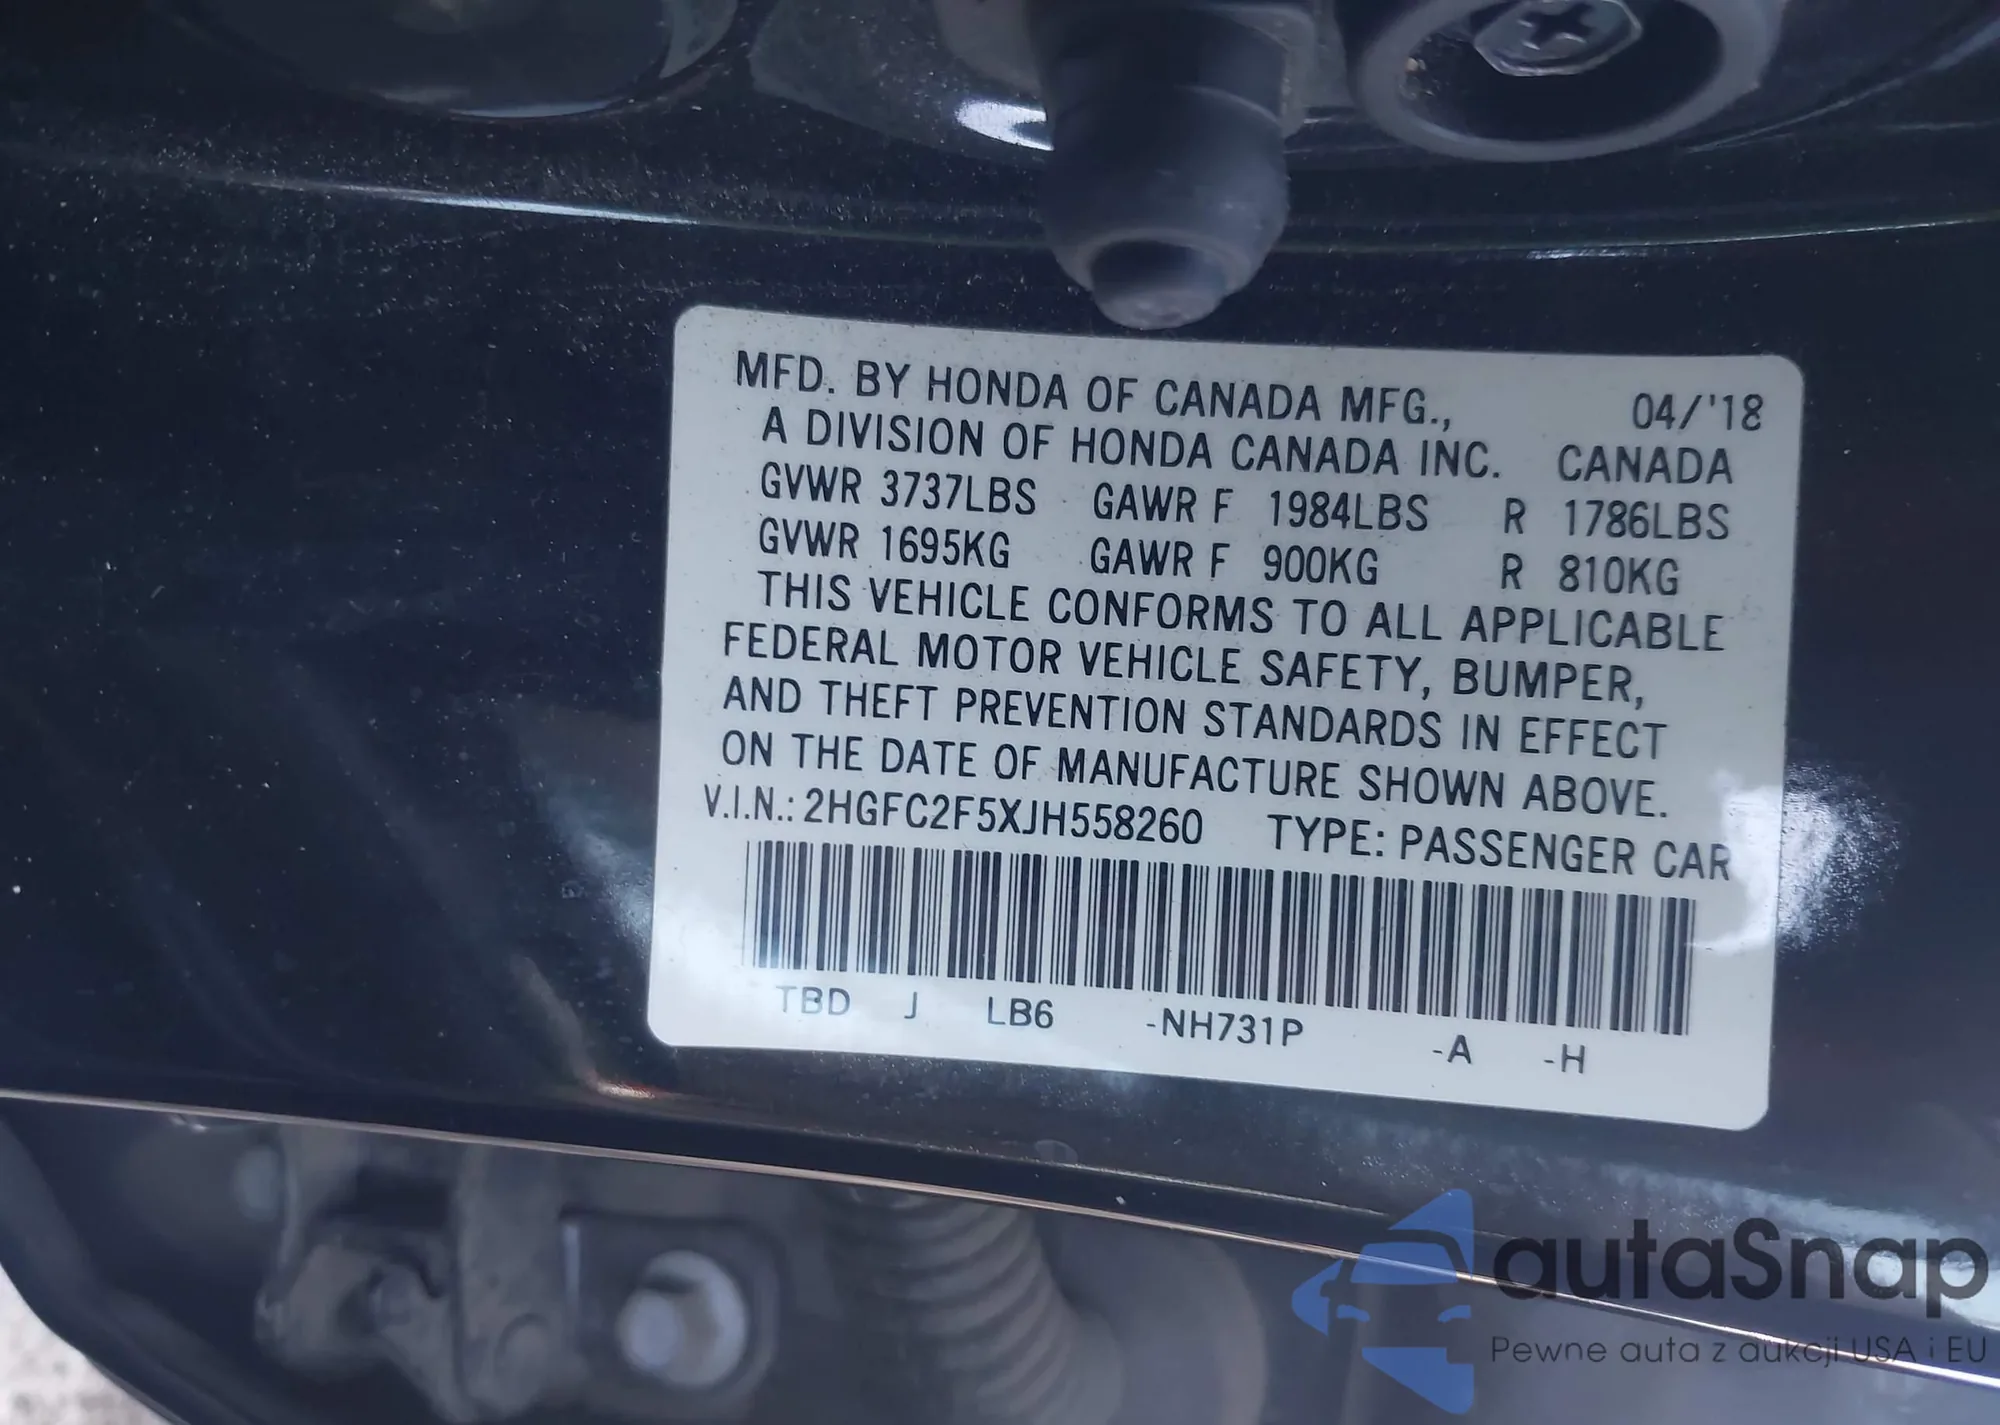 MFD. BY HONDA OF CANADA MFG., 04/'18
A DIVISION OF HONDA CANADA INC. CANADA
GVWR 3737LBS GAWR F 1984LBS R 1786LBS
GVWR 1695KG GAWR F 900KG R 810KG
THIS VEHICLE CONFORMS TO ALL APPLICABLE
FEDERAL MOTOR VEHICLE SAFETY, BUMPER,
AND THEFT PREVENTION STANDARDS IN EFFECT
ON THE DATE OF MANUFACTURE SHOWN ABOVE.
V.I.N.: 2HGFC2F5XJH558260 TYPE: PASSENGER CAR
TBD J LB6 -NH731P -A -H
autaSnap
Pewne auta z aukcji USA i EU